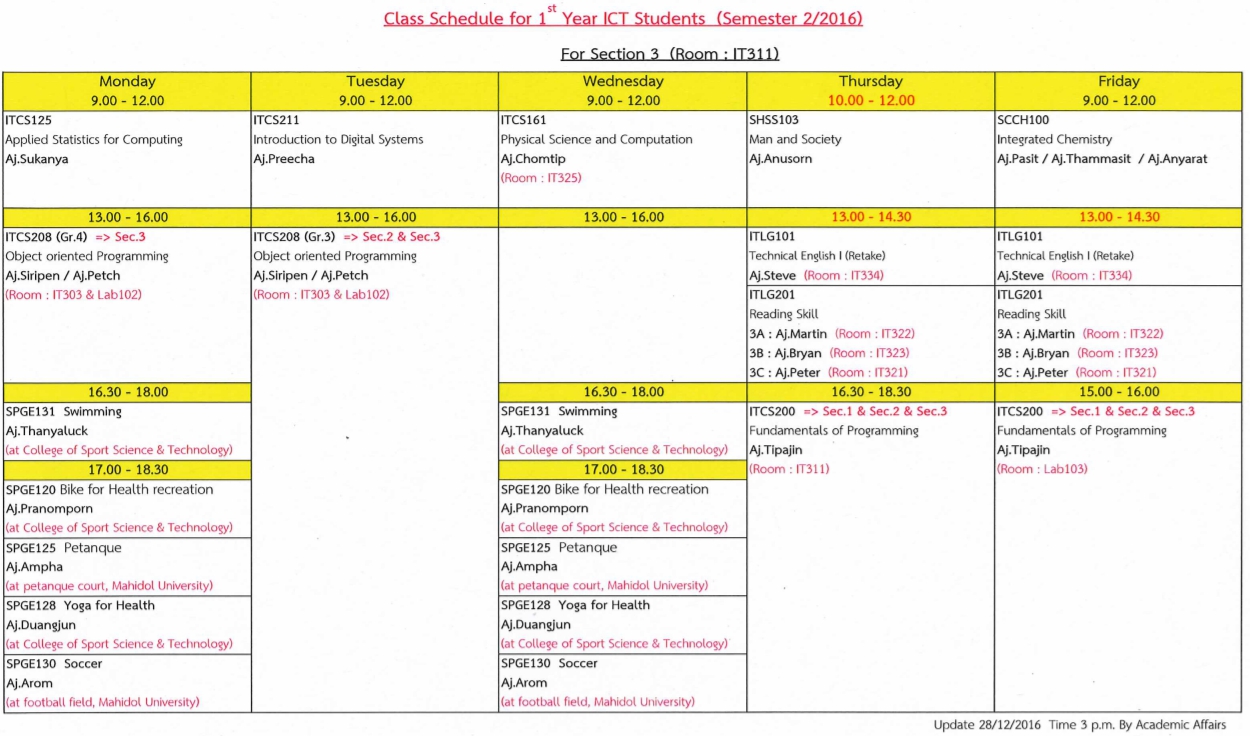 Class Schedule for 1st Year ICT Students (Semester 2/2016)
For Section 3 (Room : IT311)
Monday
9.00 - 12.00
Tuesday
9.00 - 12.00
Wednesday
9.00 - 12.00
Thursday
10.00 - 12.00
Friday
9.00 - 12.00
ITCS125
Applied Statistics for Computing
Aj.Sukanya
ITCS211
Introduction to Digital Systems
Aj.Preecha
ITCS161
Physical Science and Computation
Aj.Chomtip
(Room : IT325)
SHSS103
Man and Society
Aj.Anusorn
SCCH100
Integrated Chemistry
Aj.Pasit / Aj.Thammasit / Aj.Anyarat
13.00 - 16.00
13.00 - 16.00
13.00 - 16.00
13.00 - 14.30
13.00 - 14.30
ITCS208 (Gr.4) => Sec.3
Object oriented Programming
Aj.Siripen / Aj.Petch
(Room : IT303 & Lab102)
ITCS208 (Gr.3) => Sec.2 & Sec.3
Object oriented Programming
Aj.Siripen / Aj.Petch
(Room : IT303 & Lab102)
ITLG101
Technical English I (Retake)
Aj.Steve (Room : IT334)
ITLG201
Reading Skill
3A : Aj.Martin (Room : IT322)
3B : Aj.Bryan (Room : IT323)
3C : Aj.Peter (Room : IT321)
ITLG101
Technical English I (Retake)
Aj.Steve (Room : IT334)
ITLG201
Reading Skill
3A : Aj.Martin (Room : IT322)
3B : Aj.Bryan (Room : IT323)
3C : Aj.Peter (Room : IT321)
16.30 - 18.00
16.30 - 18.00
16.30 - 18.30
15.00 - 16.00
SPGE131 Swimming
Aj.Thanyaluck
(at College of Sport Science & Technology)
17.00 - 18.30
SPGE120 Bike for Health recreation
Aj.Pranomporn
(at College of Sport Science & Technology)
SPGE125 Petanque
Aj.Ampha
(at petanque court, Mahidol University)
SPGE128 Yoga for Health
Aj.Duangjun
(at College of Sport Science & Technology)
SPGE130 Soccer
Aj.Arom
(at football field, Mahidol University)
SPGE131 Swimming
Aj.Thanyaluck
(at College of Sport Science & Technology)
17.00 - 18.30
SPGE120 Bike for Health recreation
Aj.Pranomporn
(at College of Sport Science & Technology)
SPGE125 Petanque
Aj.Ampha
(at petanque court, Mahidol University)
SPGE128 Yoga for Health
Aj.Duangjun
(at College of Sport Science & Technology)
SPGE130 Soccer
Aj.Arom
(at football field, Mahidol University)
ITCS200 => Sec.1 & Sec.2 & Sec.3
Fundamentals of Programming
Aj.Tipajin
(Room : IT311)
ITCS200 => Sec.1 & Sec.2 & Sec.3
Fundamentals of Programming
Aj.Tipajin
(Room : Lab103)
Update 28/12/2016 Time 3 p.m. By Academic Affairs